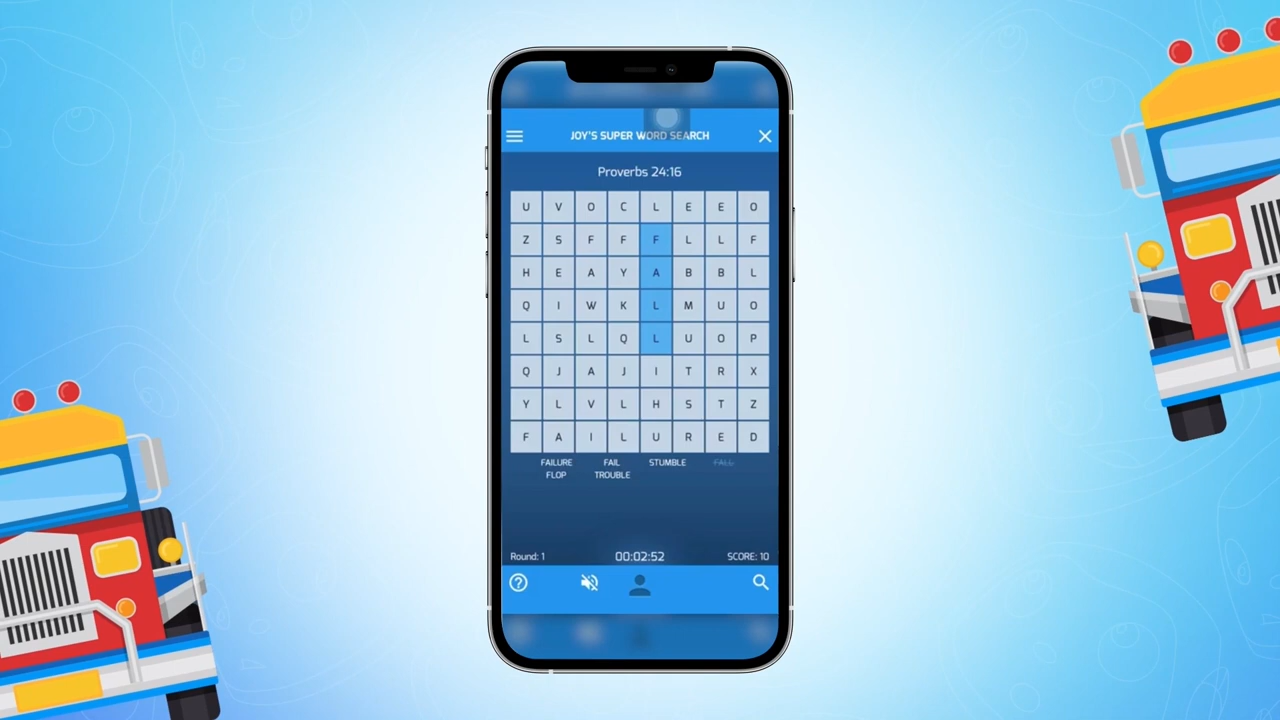 JOY'S SUPER WORD SEARCH
Proverbs 24:16
U V O C L E E O
Z S F F F L L F
H E A Y A B B L
Q I W K L M U O
L S L Q L U O P
Q J A J I T R X
Y L V L H S T Z
F A I L U R E D
FAILURE FAIL STUMBLE FALL
FLOP TROUBLE
Round: 1 00:02:52 SCORE: 10